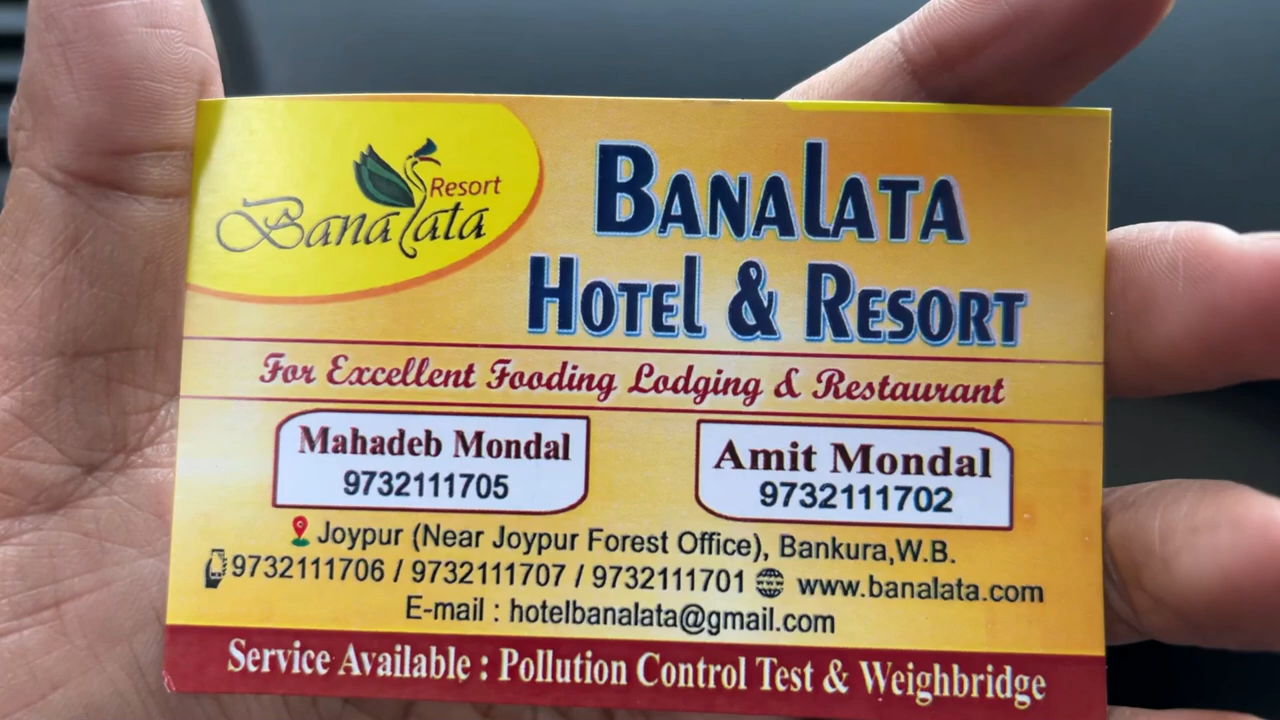 Resort
Banalata
BANALATA
HOTEL & RESORT
For Excellent Fooding Lodging & Restaurant
Mahadeb Mondal
9732111705
Amit Mondal
9732111702
Joypur (Near Joypur Forest Office), Bankura,W.B.
9732111706 / 9732111707 / 9732111701 www.banalata.com
E-mail : hotelbanalata@gmail.com
Service Available : Pollution Control Test & Weighbridge